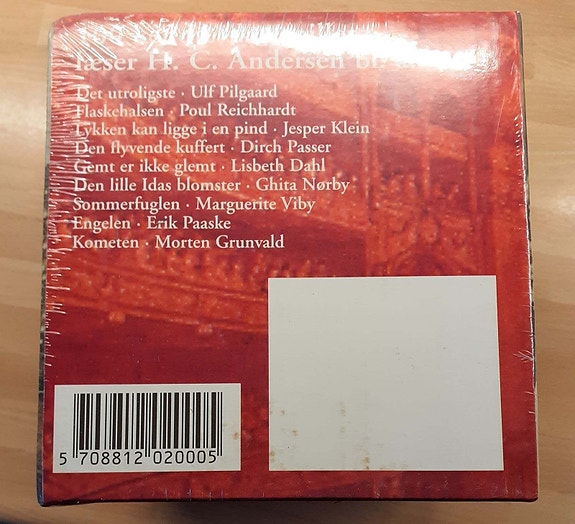 læser H. C. Andersen bl. a.
Det utroligste · Ulf Pilgaard
Flaskehalsen · Poul Reichhardt
Lykken kan ligge i en pind · Jesper Klein
Den flyvende kuffert · Dirch Passer
Gemt er ikke glemt · Lisbeth Dahl
Den lille Idas blomster · Ghita Nørby
Sommerfuglen · Marguerite Viby
Engelen · Erik Paaske
Kometen · Morten Grunvald
5 708812 020005